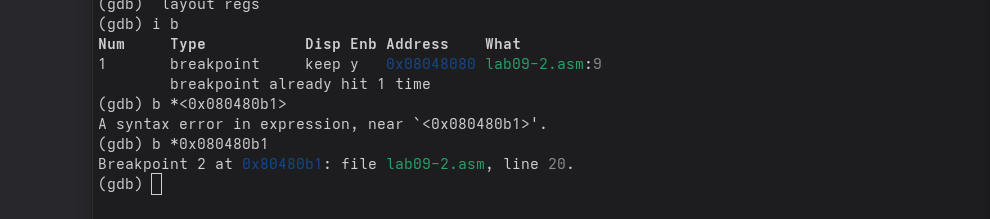 (gdb)  layout regs
(gdb) i b
Num     Type           Disp Enb Address    What
1       breakpoint     keep y   0x08048080 lab09-2.asm:9
        breakpoint already hit 1 time
(gdb) b *<0x080480b1>
A syntax error in expression, near `<0x080480b1>'.
(gdb) b *0x080480b1
Breakpoint 2 at 0x80480b1: file lab09-2.asm, line 20.
(gdb)